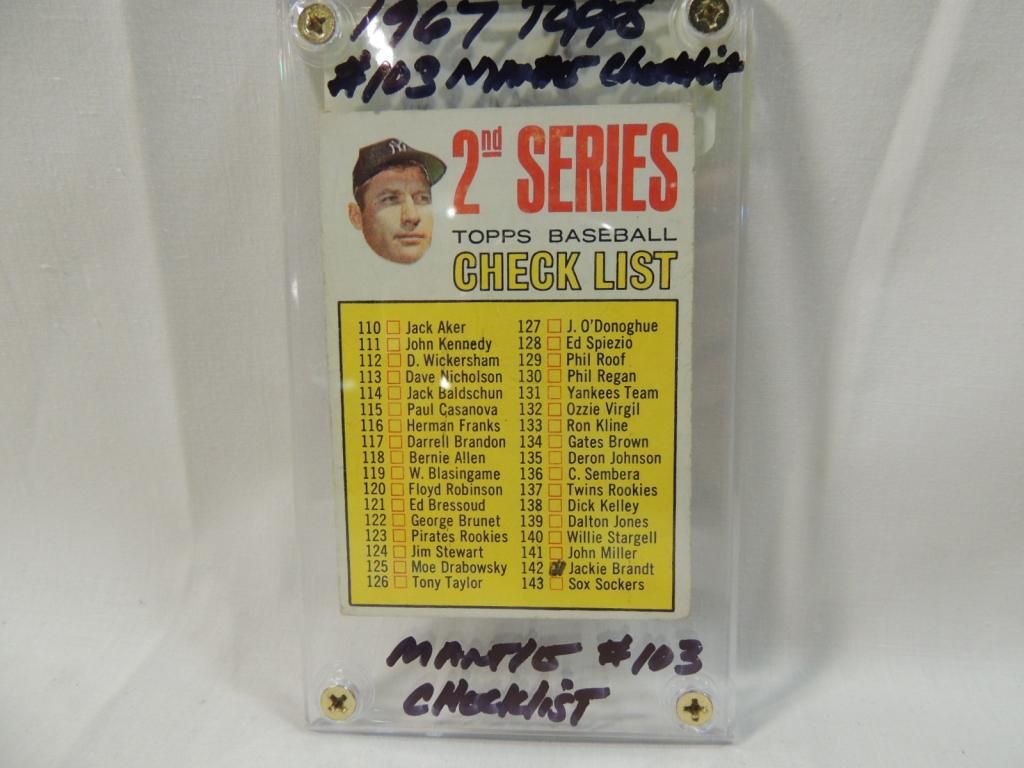 1967 Topps
#103 Mantle Checklist
NY
2nd SERIES
TOPPS BASEBALL
CHECK LIST
110 Jack Aker
111 John Kennedy
112 D. Wickersham
113 Dave Nicholson
114 Jack Baldschun
115 Paul Casanova
116 Herman Franks
117 Darrell Brandon
118 Bernie Allen
119 W. Blasingame
120 Floyd Robinson
121 Ed Bressoud
122 George Brunet
123 Pirates Rookies
124 Jim Stewart
125 Moe Drabowsky
126 Tony Taylor
127 J. O'Donoghue
128 Ed Spiezio
129 Phil Roof
130 Phil Regan
131 Yankees Team
132 Ozzie Virgil
133 Ron Kline
134 Gates Brown
135 Deron Johnson
136 C. Sembera
137 Twins Rookies
138 Dick Kelley
139 Dalton Jones
140 Willie Stargell
141 John Miller
142 Jackie Brandt
143 Sox Sockers
MANTLE #103
CHecklist